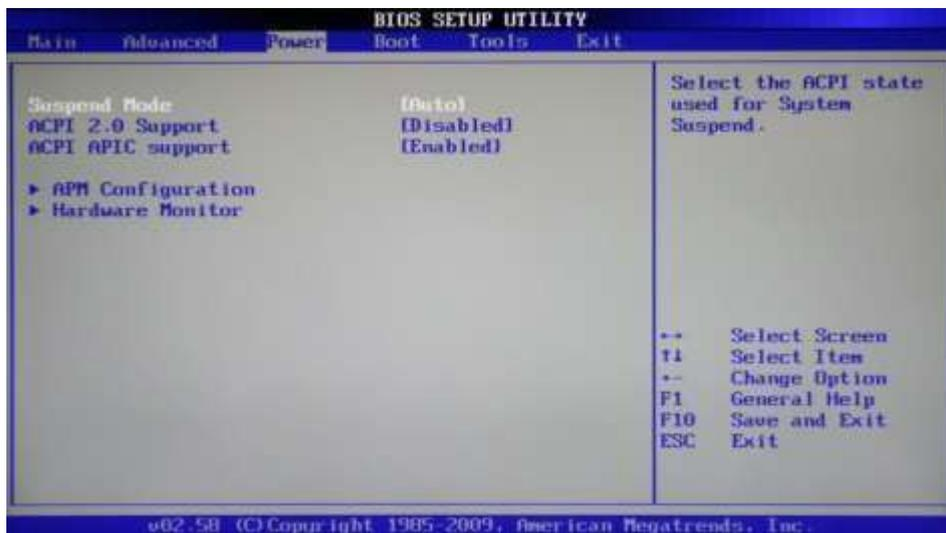 BIOS SETUP UTILITY
Main Advanced Power Boot Tools Exit
Suspend Mode [Auto]
ACPI 2.0 Support [Disabled]
ACPI APIC support [Enabled]
► APM Configuration
► Hardware Monitor
Select the ACPI state
used for System
Suspend.
←→ Select Screen
↑↓ Select Item
+- Change Option
F1 General Help
F10 Save and Exit
ESC Exit
v02.58 (C)Copyright 1985-2009, American Megatrends, Inc.